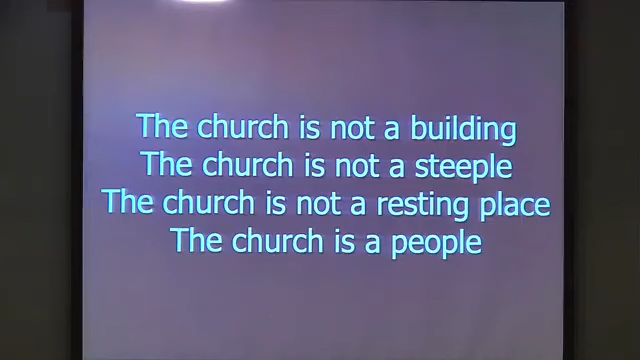 The church is not a building
The church is not a steeple
The church is not a resting place
The church is a people